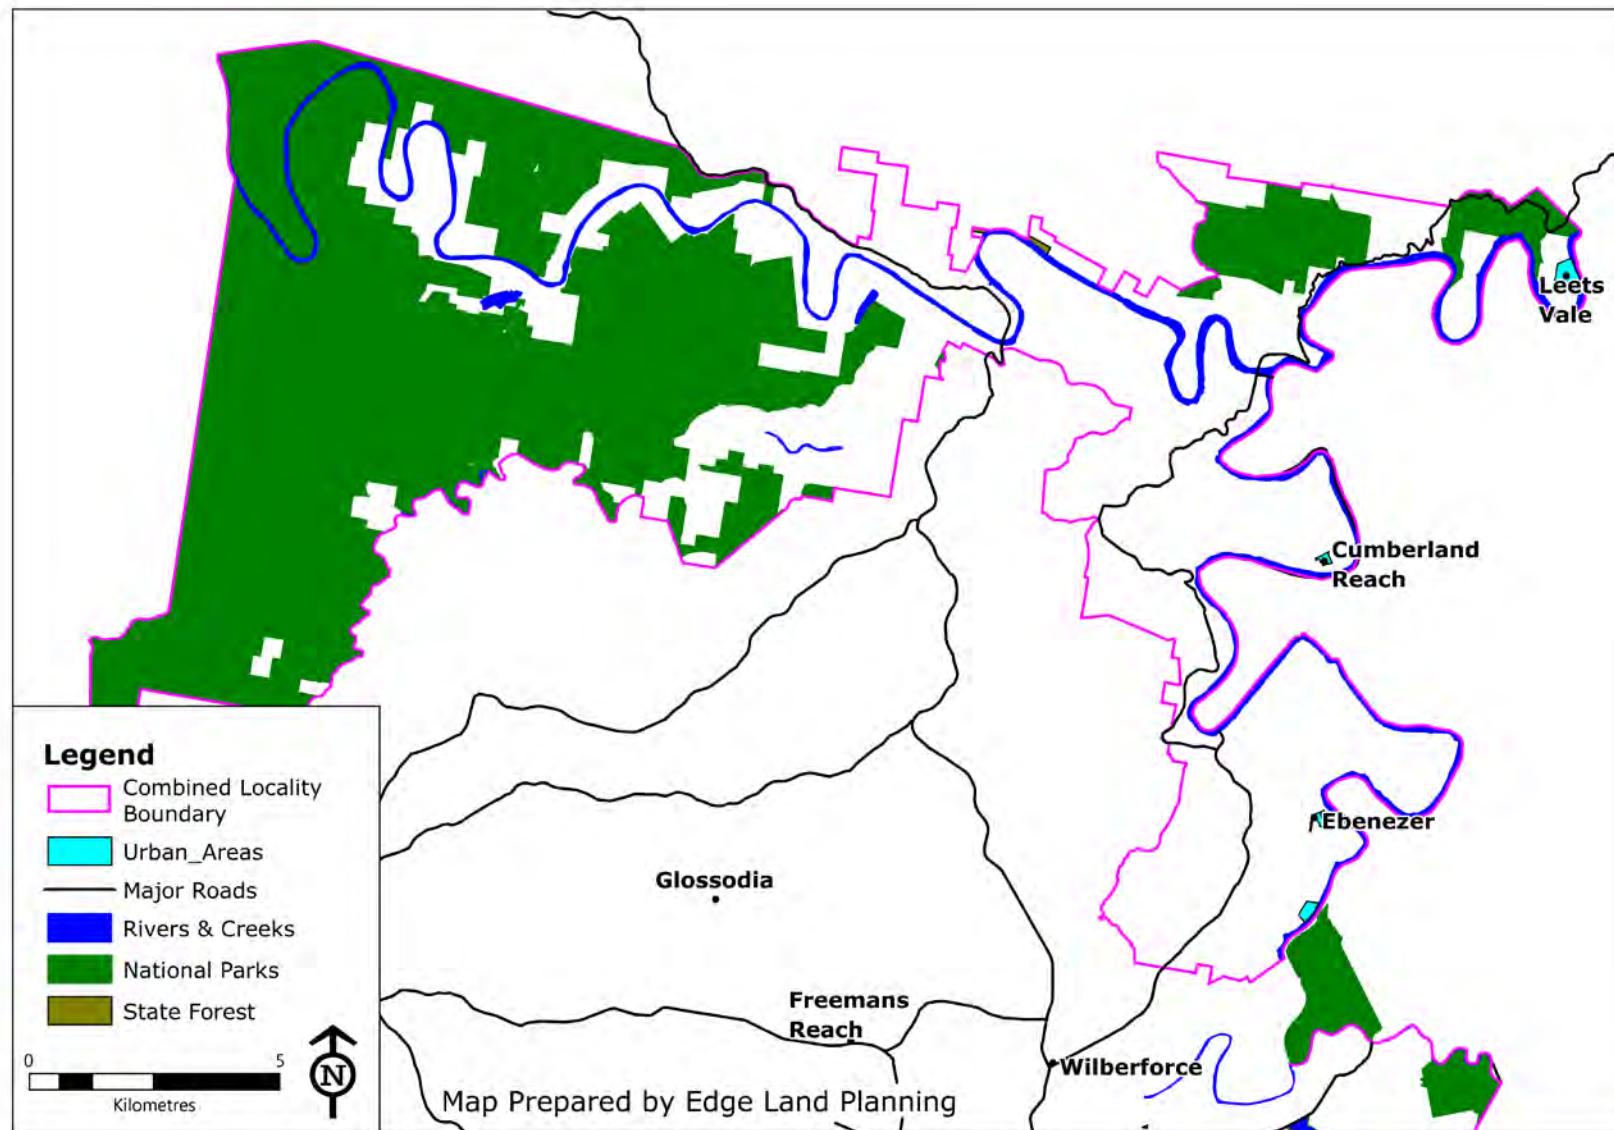 Leets
Vale
Cumberland
Reach
Ebenezer
Glossodia
Freemans
Reach
Wilberforce
Legend
Combined Locality
Boundary
Urban_Areas
Major Roads
Rivers & Creeks
National Parks
State Forest
0 5
Kilometres
N
Map Prepared by Edge Land Planning